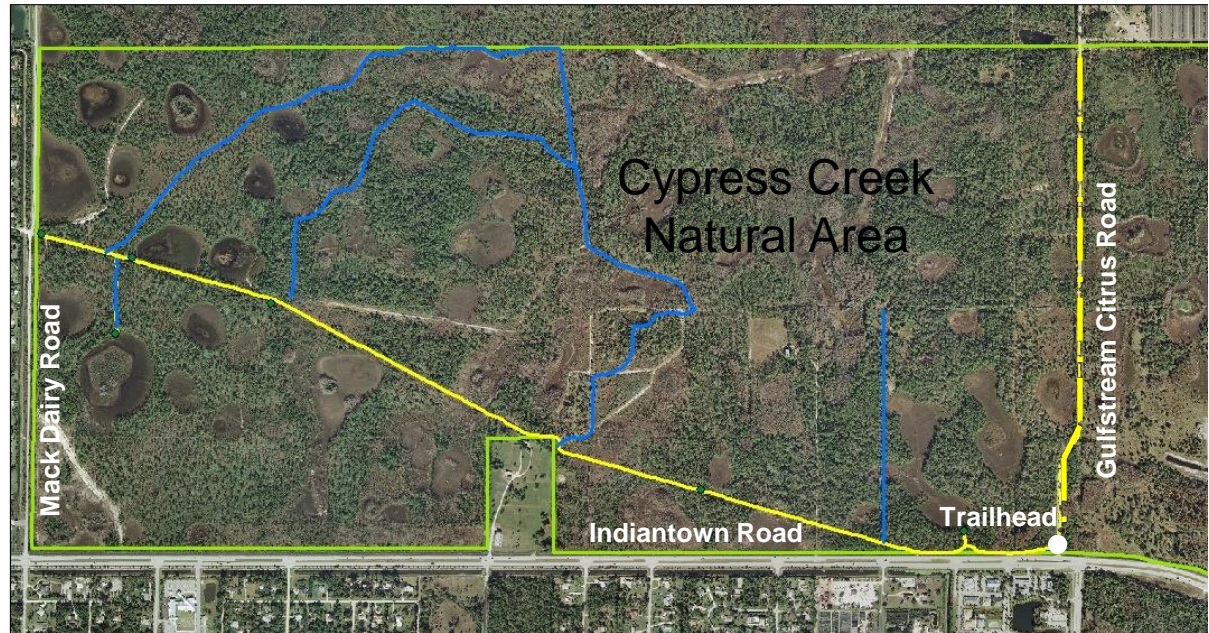 Cypress Creek
Natural Area
Mack Dairy Road
Gulfstream Citrus Road
Trailhead
Indiantown Road